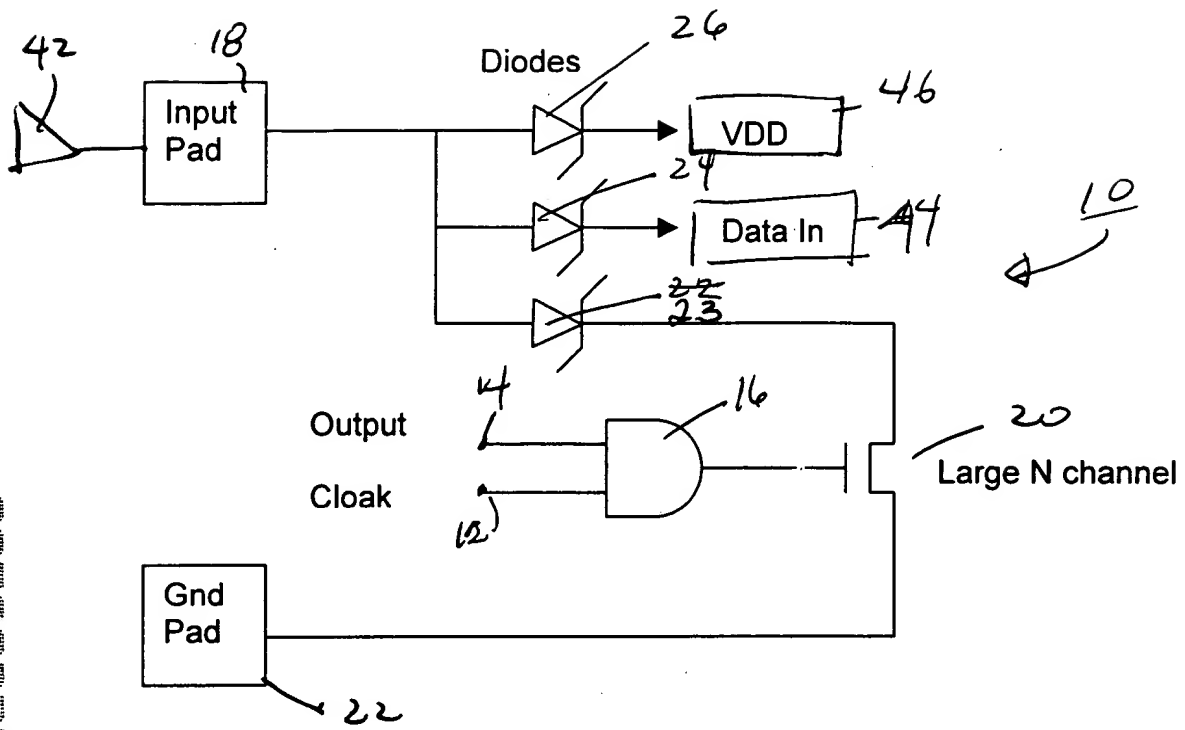 42
18
26
Diodes
Input
Pad
46
VDD
24
10
Data In
44
22
23
14
16
Output
20
Large N channel
Cloak
12
Gnd
Pad
22